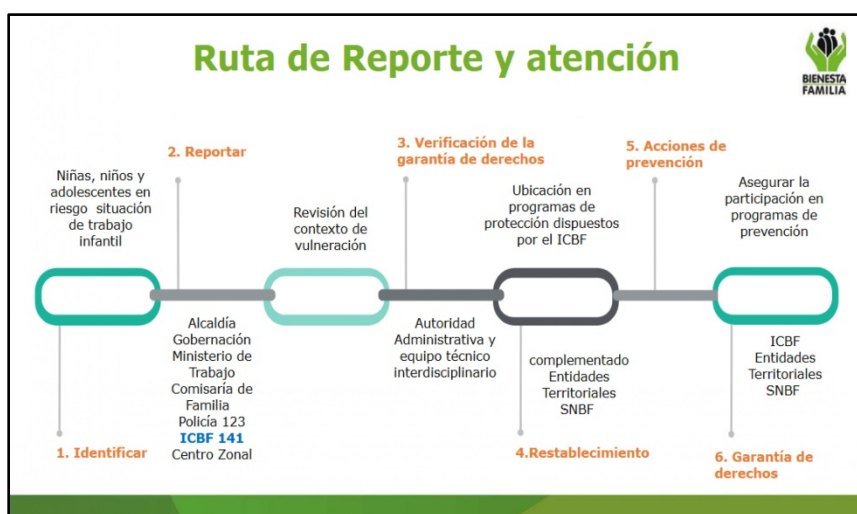 Ruta de Reporte y atención
BIENESTA
FAMILIA
2. Reportar
3. Verificación de la
garantía de derechos
5. Acciones de
prevención
Niñas, niños y
adolescentes en
riesgo situación
de trabajo
infantil
Revisión del
contexto de
vulneración
Ubicación en
programas de
protección dispuestos
por el ICBF
Asegurar la
participación en
programas de
prevención
Alcaldía
Gobernación
Ministerio de
Trabajo
Comisaría de
Familia
Policía 123
ICBF 141
Centro Zonal
Autoridad
Administrativa y
equipo técnico
interdisciplinario
complementado
Entidades
Territoriales
SNBF
ICBF
Entidades
Territoriales
SNBF
1. Identificar
4.Restablecimiento
6. Garantía de
derechos